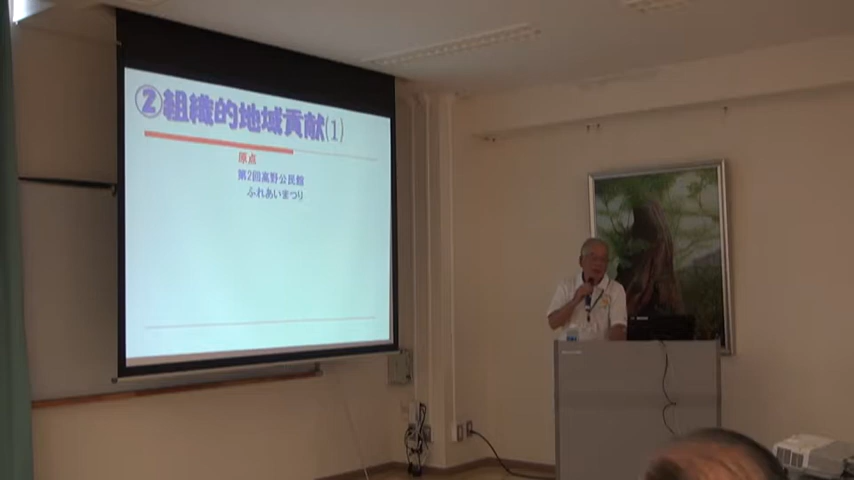 ②組織的地域貢献(1)
原点
第2回高野公民館
ふれあいまつり